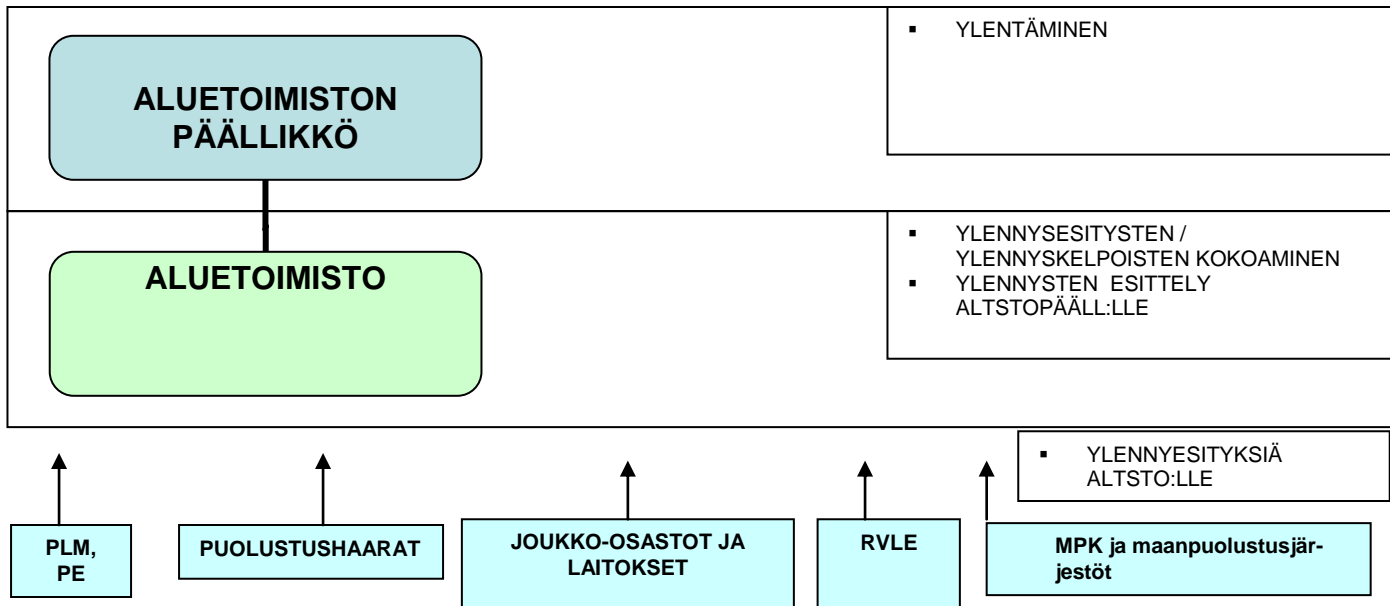 ALUETOIMISTON
PÄÄLLIKKÖ
▪ YLENTÄMINEN
ALUETOIMISTO
▪ YLENNYSESITYSTEN /
YLENNYSKELPOISTEN KOKOAMINEN
▪ YLENNYSTEN ESITTELY
ALTSTOPÄÄLL:LLE
▪ YLENNYESITYKSIÄ
ALTSTO:LLE
PLM,
PE
PUOLUSTUSHAARAT
JOUKKO-OSASTOT JA
LAITOKSET
RVLE
MPK ja maanpuolustusjär-
jestöt